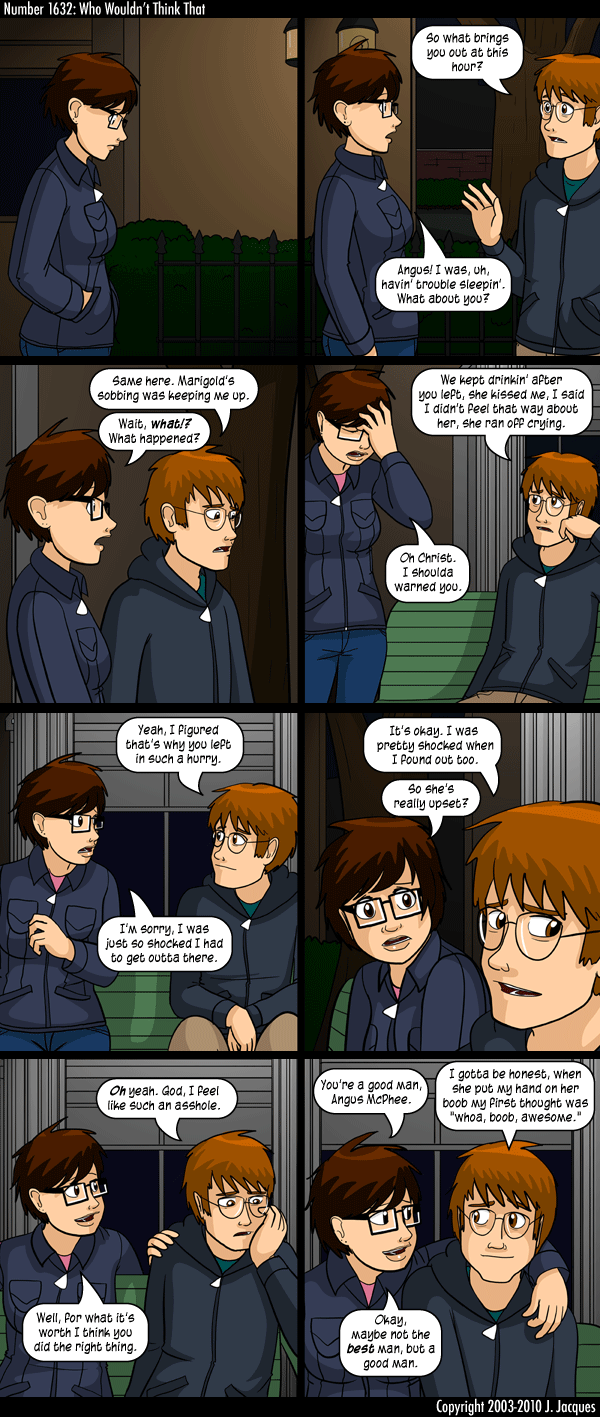 Number 1632: Who Wouldn't Think That
So what brings
you out at this
hour?
Angus! I was, uh,
havin' trouble sleepin'.
What about you?
Same here. Marigold's
sobbing was keeping me up.
Wait, what!?
What happened?
We kept drinkin' after
you left, she kissed me, I said
I didn't feel that way about
her, she ran off crying.
Oh Christ.
I shoulda
warned you.
Yeah, I figured
that's why you left
in such a hurry.
I'm sorry, I was
just so shocked I had
to get outta there.
It's okay. I was
pretty shocked when
I found out too.
So she's
really upset?
Oh yeah. God, I feel
like such an asshole.
Well, for what it's
worth I think you
did the right thing.
You're a good man,
Angus McPhee.
I gotta be honest, when
she put my hand on her
boob my first thought was
"whoa, boob, awesome."
Okay,
maybe not the
best man, but a
good man.
Copyright 2003-2010 J. Jacques